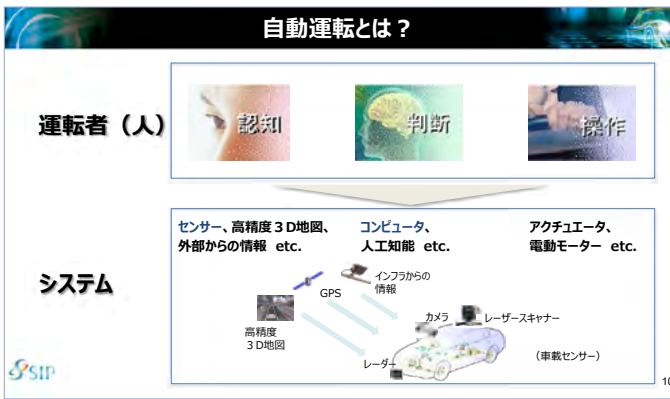 自動運転とは？
運転者（人）
認知
判断
操作
センサー、高精度３D地図、
外部からの情報 etc.
コンピュータ、
人工知能 etc.
アクチュエータ、
電動モーター etc.
システム
GPS
インフラからの
情報
高精度
３D地図
カメラ
レーザースキャナー
レーダー
（車載センサー）
SIP
10